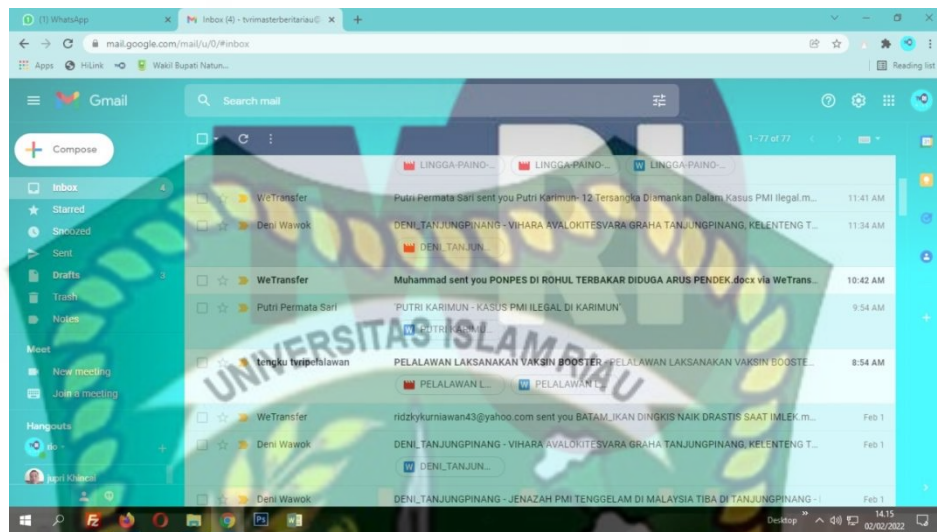 (1) WhatsApp
Inbox (4) - tvrimasterberitariau@
mail.google.com/mail/u/0/#inbox
Apps HiLink Wakil Bupati Natun... Reading list
Gmail
Search mail
Compose
1–77 of 77
LINGGA-PAINO-... LINGGA-PAINO-... LINGGA-PAINO-...
Inbox 4
WeTransfer Putri Permata Sari sent you Putri Karimun- 12 Tersangka Diamankan Dalam Kasus PMI Ilegal.m... 11:41 AM
Starred
Deni Wawok DENI_TANJUNGPINANG - VIHARA AVALOKITESVARA GRAHA TANJUNGPINANG, KELENTENG T... 11:34 AM
Snoozed
DENI_TANJUN...
Sent
Drafts 3
WeTransfer Muhammad sent you PONPES DI ROHUL TERBAKAR DIDUGA ARUS PENDEK.docx via WeTrans... 10:42 AM
Trash
Putri Permata Sari 'PUTRI KARIMUN - KASUS PMI ILEGAL DI KARIMUN' 9:54 AM
Notes
PUTRI KARIMU...
UNIVERSITAS ISLAM RIAU
Meet
tengku tvripelalawan PELALAWAN LAKSANAKAN VAKSIN BOOSTER - PELALAWAN LAKSANAKAN VAKSIN BOOSTE... 8:54 AM
New meeting
PELALAWAN L... PELALAWAN L...
Join a meeting
WeTransfer ridzkykurniawan43@yahoo.com sent you BATAM_IKAN DINGKIS NAIK DRASTIS SAAT IMLEK.m... Feb 1
Hangouts
rio
Deni Wawok DENI_TANJUNGPINANG - VIHARA AVALOKITESVARA GRAHA TANJUNGPINANG, KELENTENG T... Feb 1
DENI_TANJUN...
jupri Khincai
Deni Wawok DENI_TANJUNGPINANG - JENAZAH PMI TENGGELAM DI MALAYSIA TIBA DI TANJUNGPINANG - Feb 1
Desktop
14.15
02/02/2022